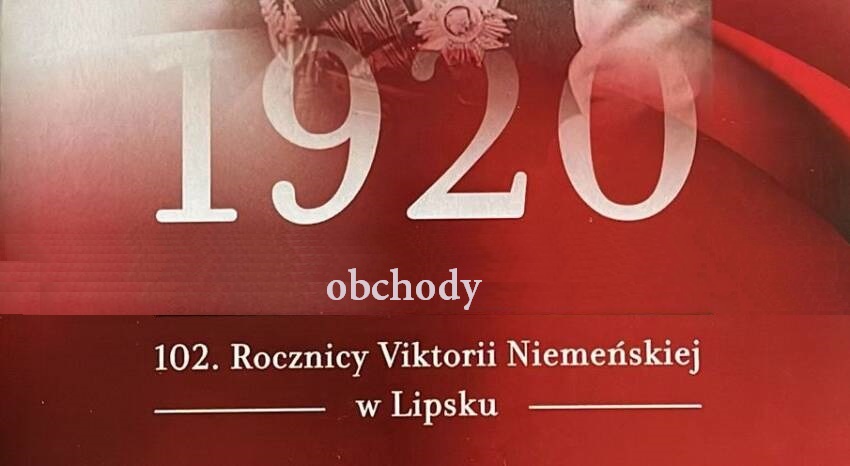 1920
obchody
102. Rocznicy Viktorii Niemeńskiej
w Lipsku